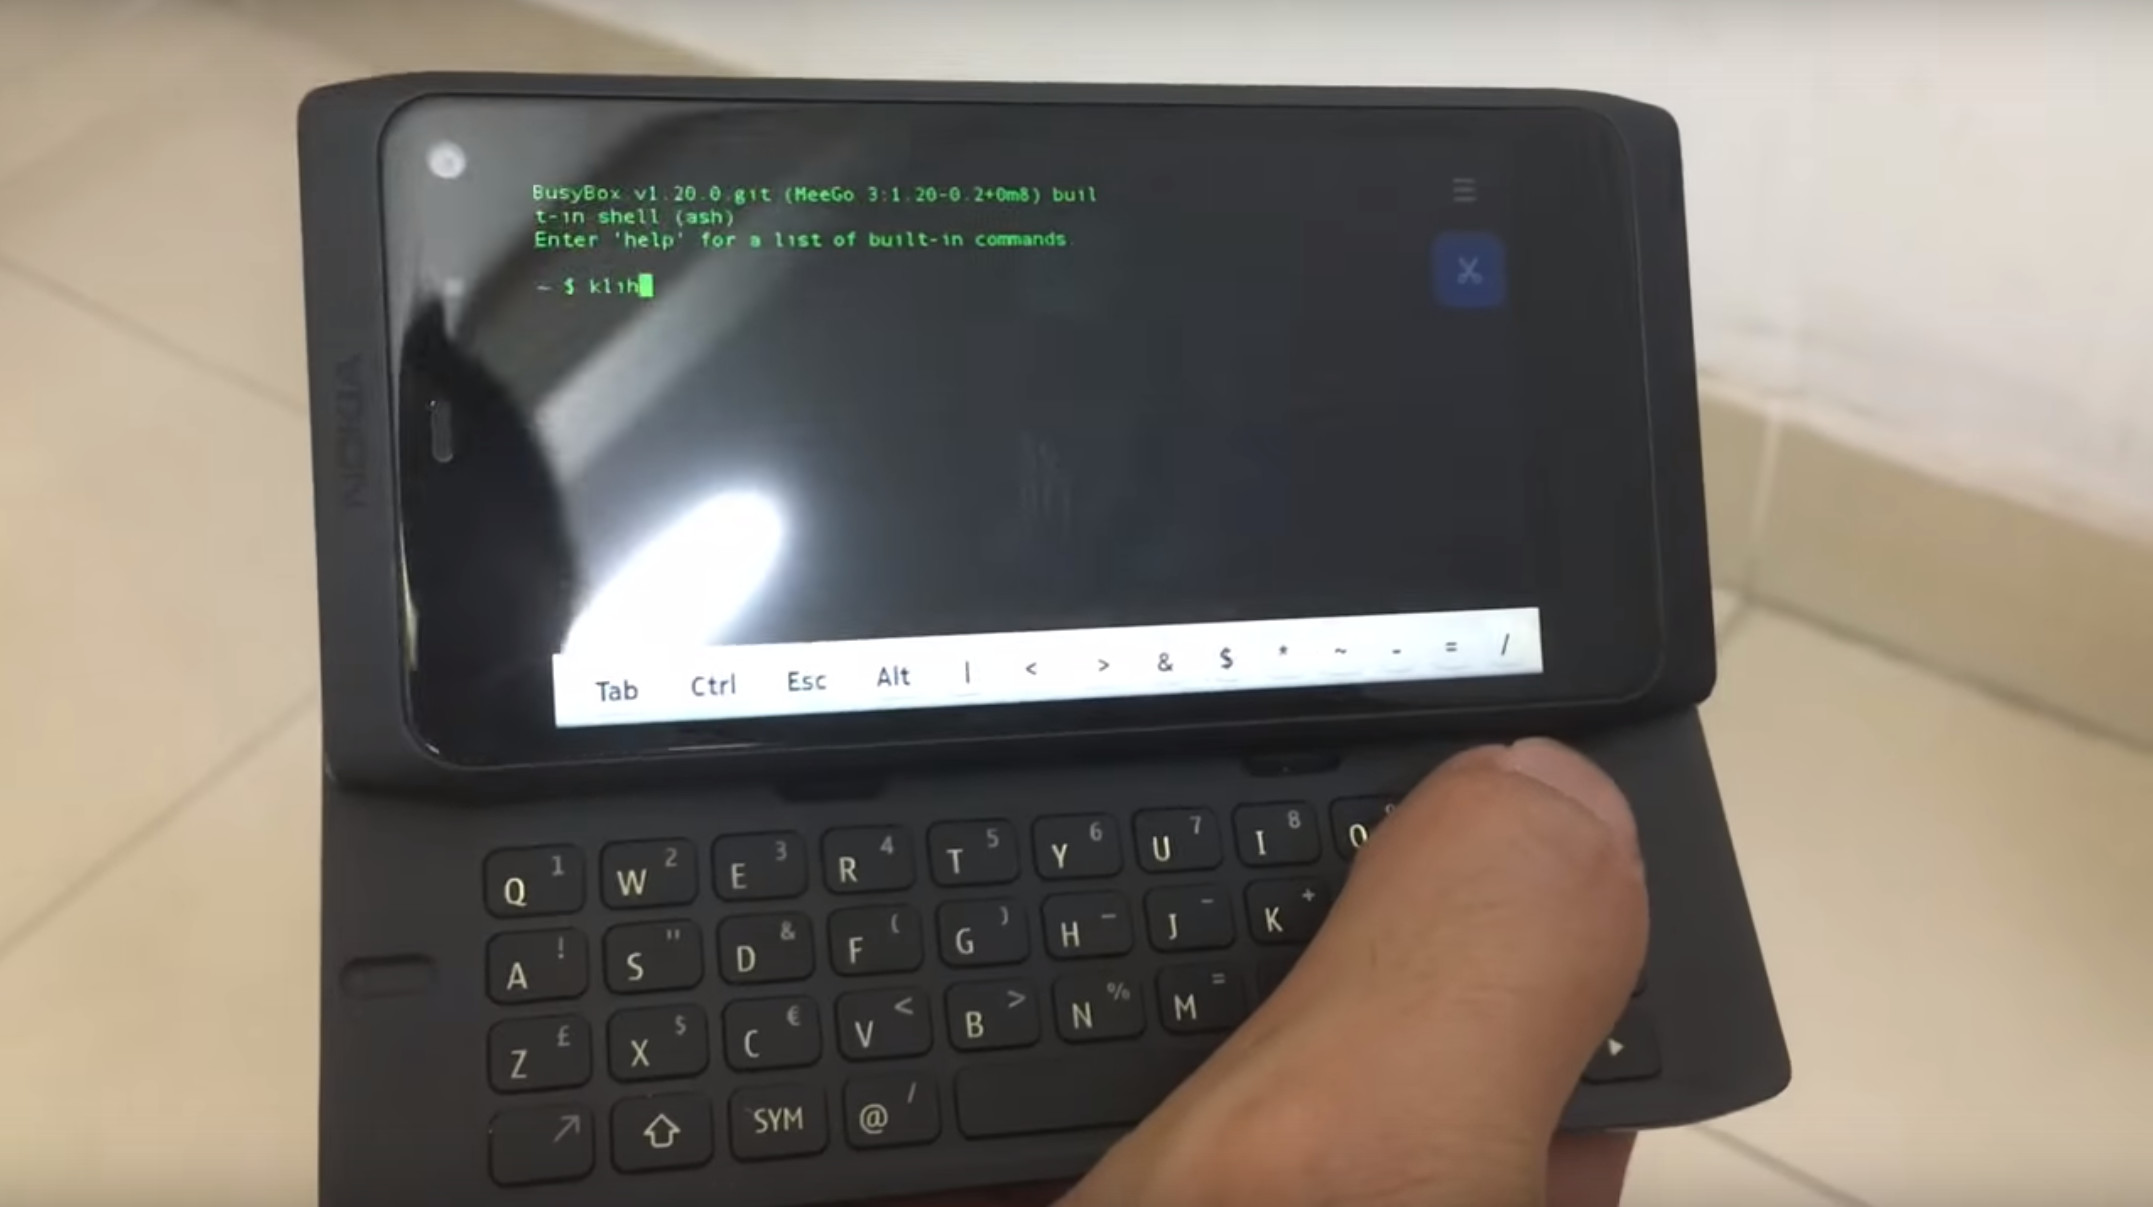 NOKIA
BusyBox v1.20.0.git (MeeGo 3:1.20-0.2+0m8) buil
t-in shell (ash)
Enter 'help' for a list of built-in commands.
~ $ klih
Tab Ctrl Esc Alt | < > & $ * ~ - = /
Q 1 W 2 E 3 R 4 T 5 Y 6 U 7 I 8 O
A ! S " D & F ( G ) H – J - K +
Z £ X $ C € V < B > N % M =
SYM @ /